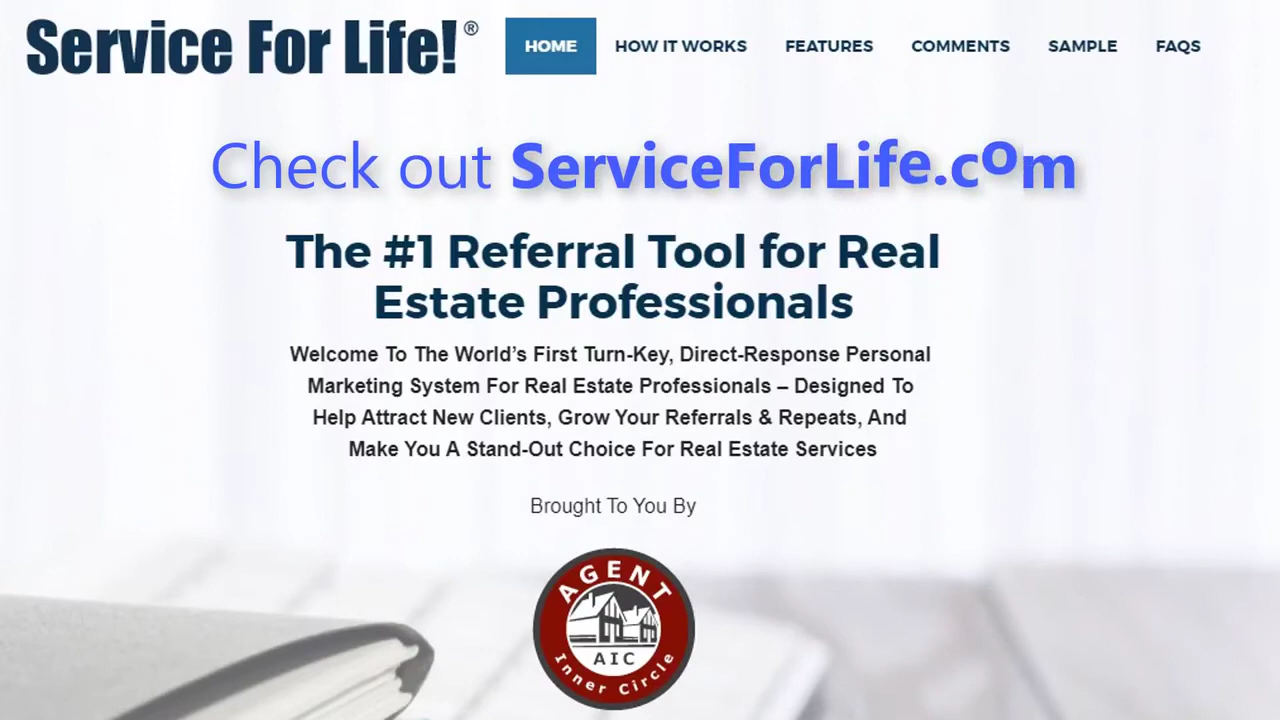 Service For Life!®
HOME HOW IT WORKS FEATURES COMMENTS SAMPLE FAQS
Check out ServiceForLife.com
The #1 Referral Tool for Real
Estate Professionals
Welcome To The World’s First Turn-Key, Direct-Response Personal
Marketing System For Real Estate Professionals – Designed To
Help Attract New Clients, Grow Your Referrals & Repeats, And
Make You A Stand-Out Choice For Real Estate Services
Brought To You By
AGENT
AIC
Inner Circle